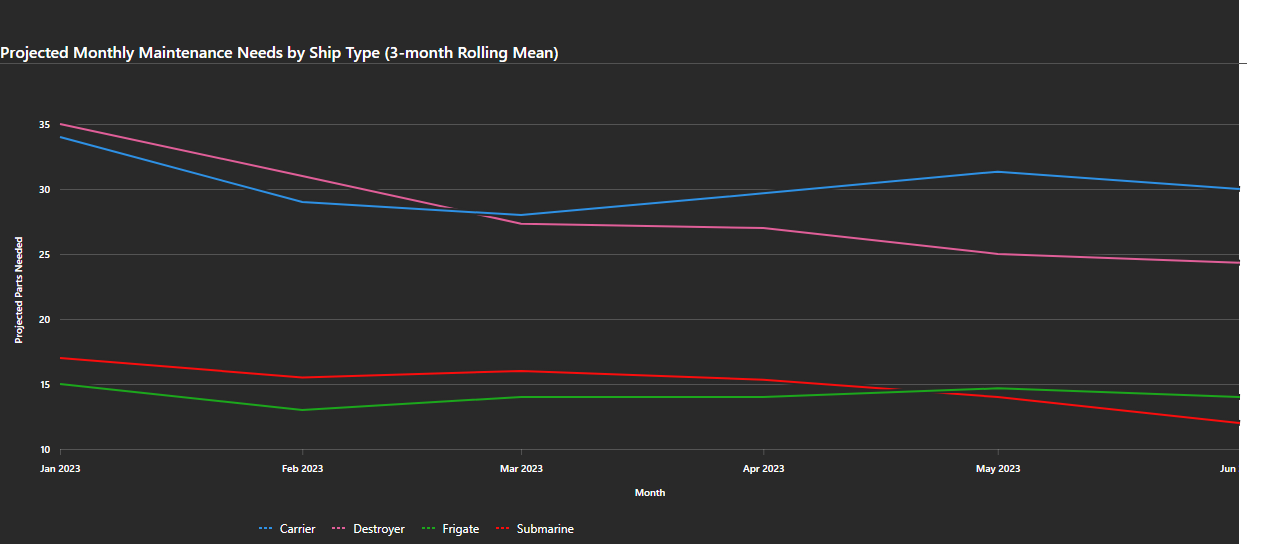 Projected Monthly Maintenance Needs by Ship Type (3-month Rolling Mean)
35
30
25
20
15
10
Projected Parts Needed
Jan 2023 Feb 2023 Mar 2023 Apr 2023 May 2023 Jun
Month
Carrier Destroyer Frigate Submarine